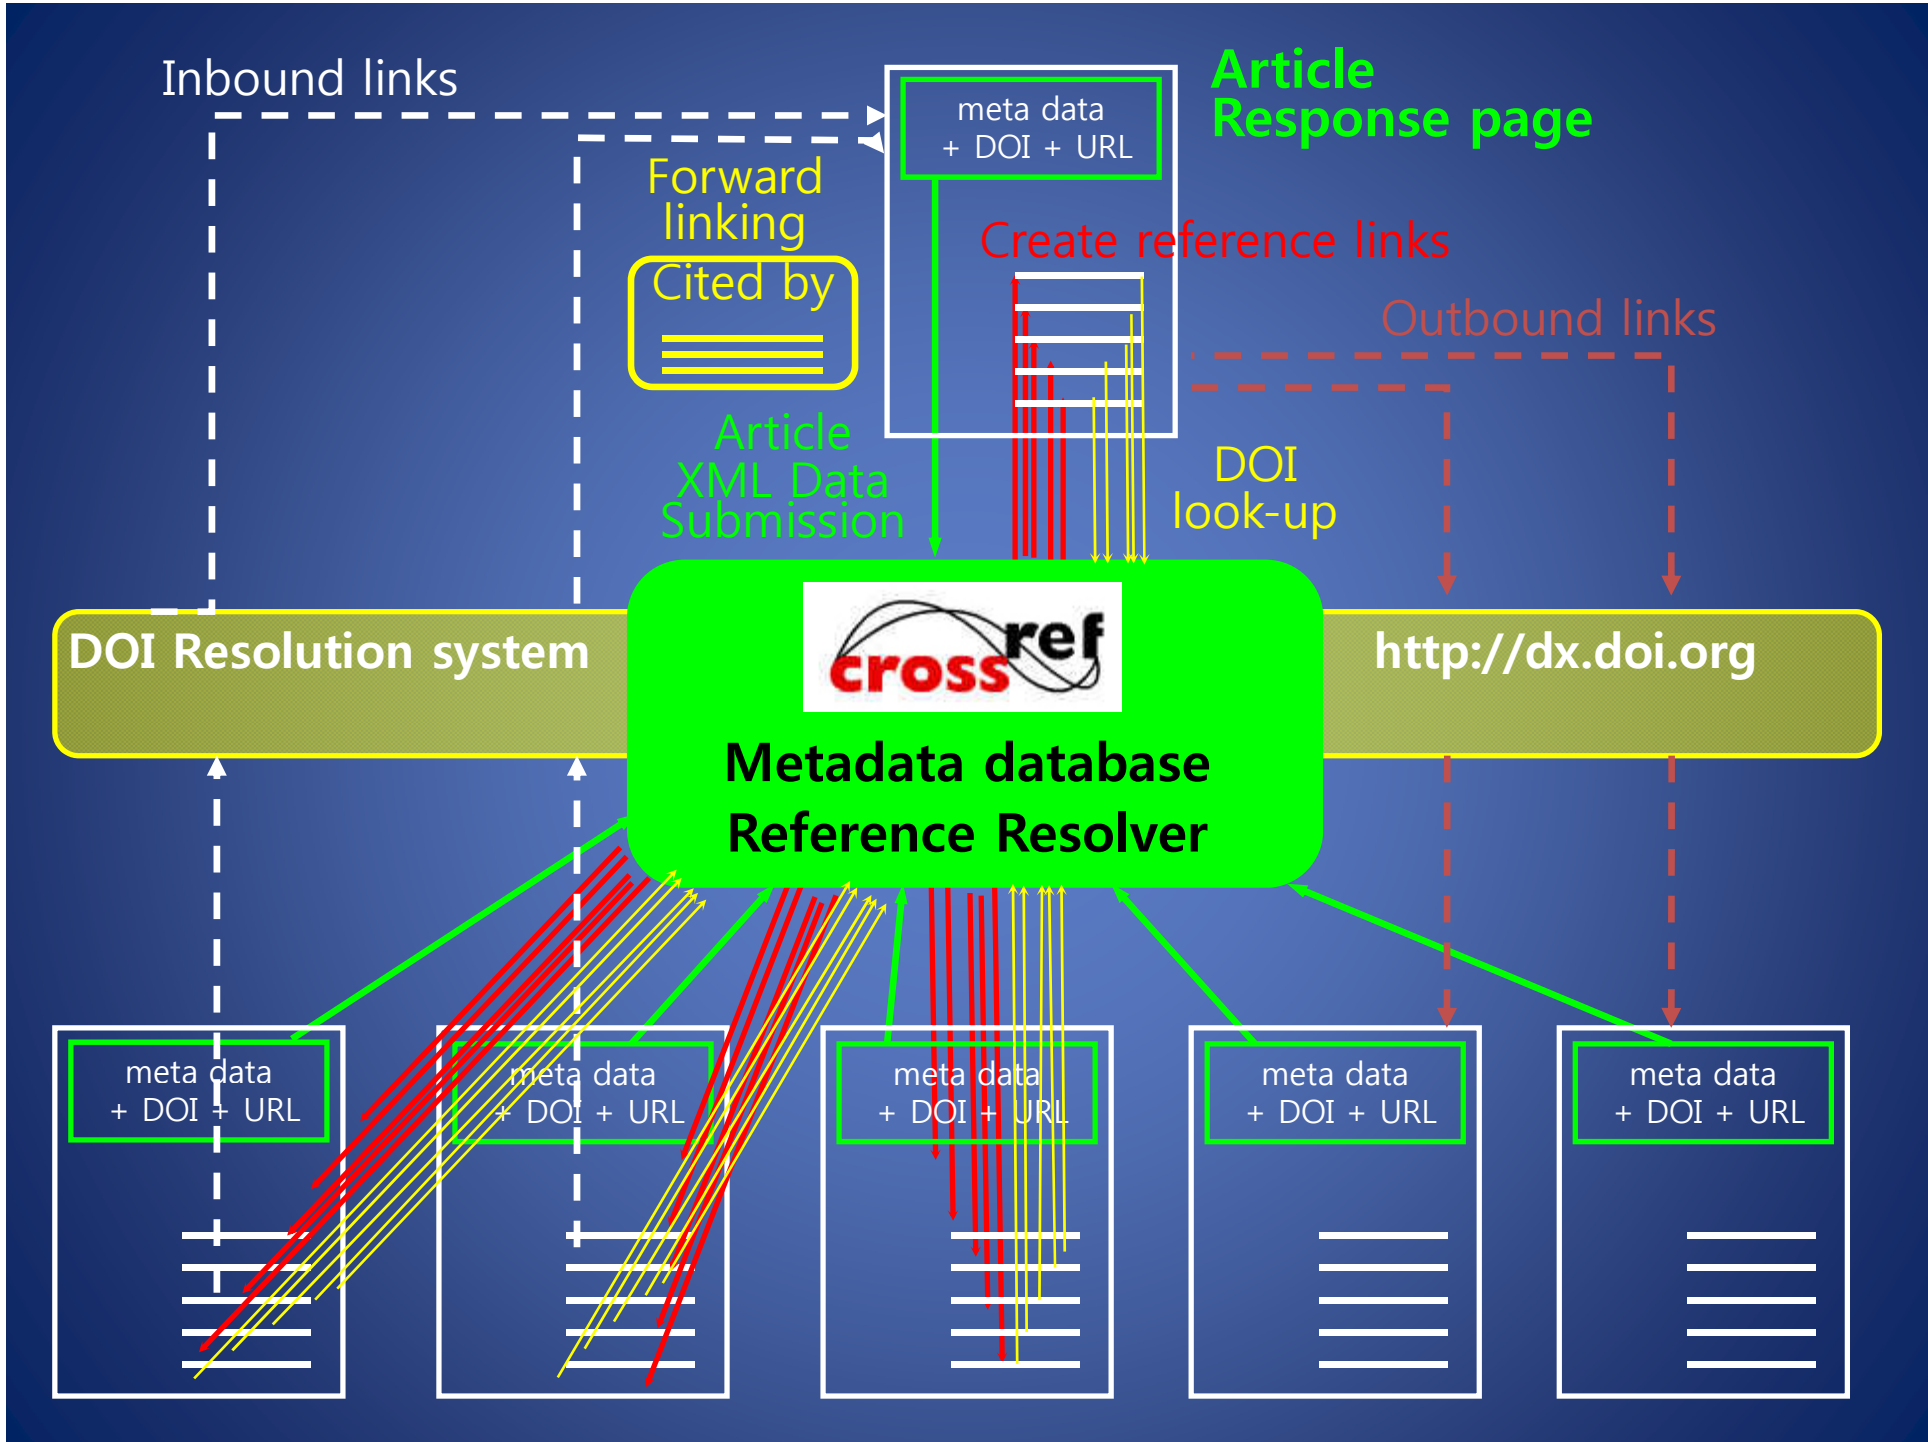 Inbound links
Article
Response page
meta data
+ DOI + URL
Forward
linking
Cited by
Create reference links
Outbound links
Article
XML Data
Submission
DOI
look-up
DOI Resolution system
crossref
http://dx.doi.org
Metadata database
Reference Resolver
meta data
+ DOI + URL
meta data
+ DOI + URL
meta data
+ DOI + URL
meta data
+ DOI + URL
meta data
+ DOI + URL